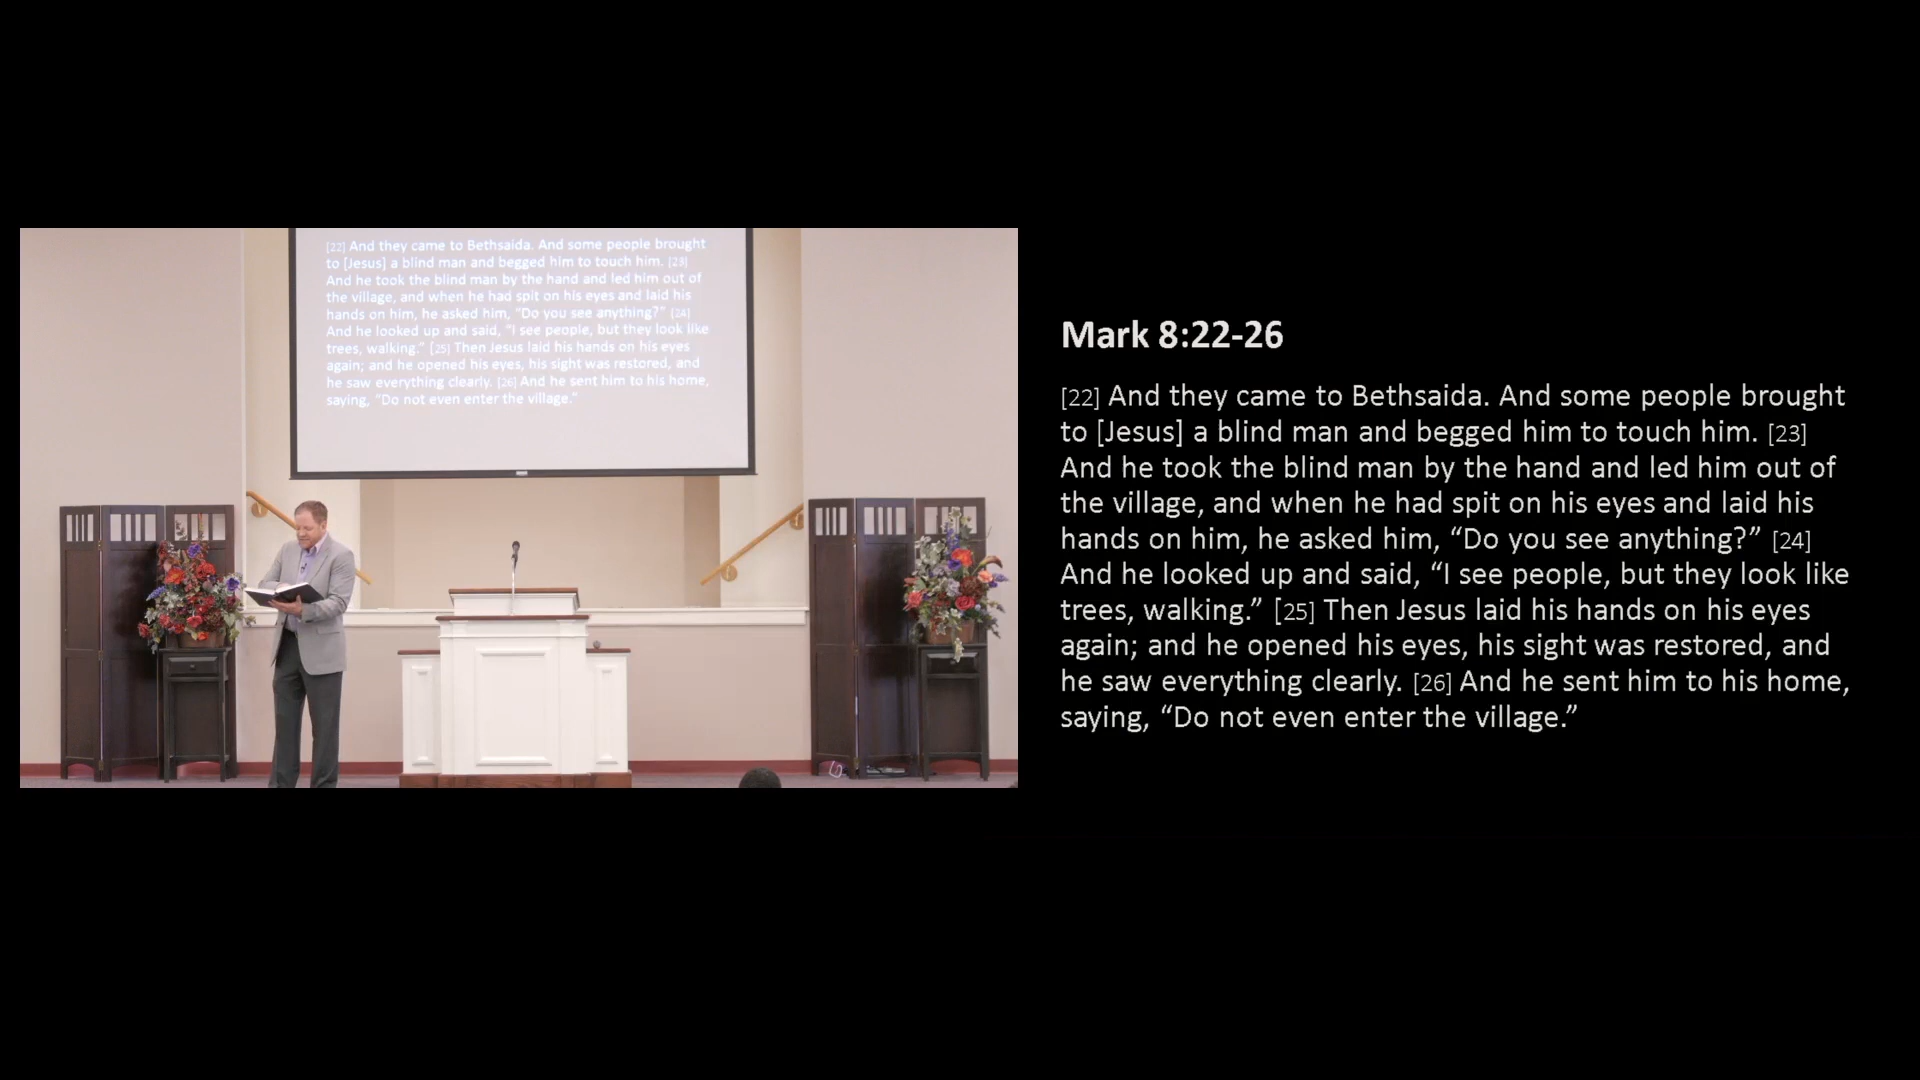 [22] And they came to Bethsaida. And some people brought
to [Jesus] a blind man and begged him to touch him. [23]
And he took the blind man by the hand and led him out of
the village, and when he had spit on his eyes and laid his
hands on him, he asked him, “Do you see anything?” [24]
And he looked up and said, “I see people, but they look like
trees, walking.” [25] Then Jesus laid his hands on his eyes
again; and he opened his eyes, his sight was restored, and
he saw everything clearly. [26] And he sent him to his home,
saying, “Do not even enter the village.”
Mark 8:22-26
[22] And they came to Bethsaida. And some people brought
to [Jesus] a blind man and begged him to touch him. [23]
And he took the blind man by the hand and led him out of
the village, and when he had spit on his eyes and laid his
hands on him, he asked him, “Do you see anything?” [24]
And he looked up and said, “I see people, but they look like
trees, walking.” [25] Then Jesus laid his hands on his eyes
again; and he opened his eyes, his sight was restored, and
he saw everything clearly. [26] And he sent him to his home,
saying, “Do not even enter the village.”